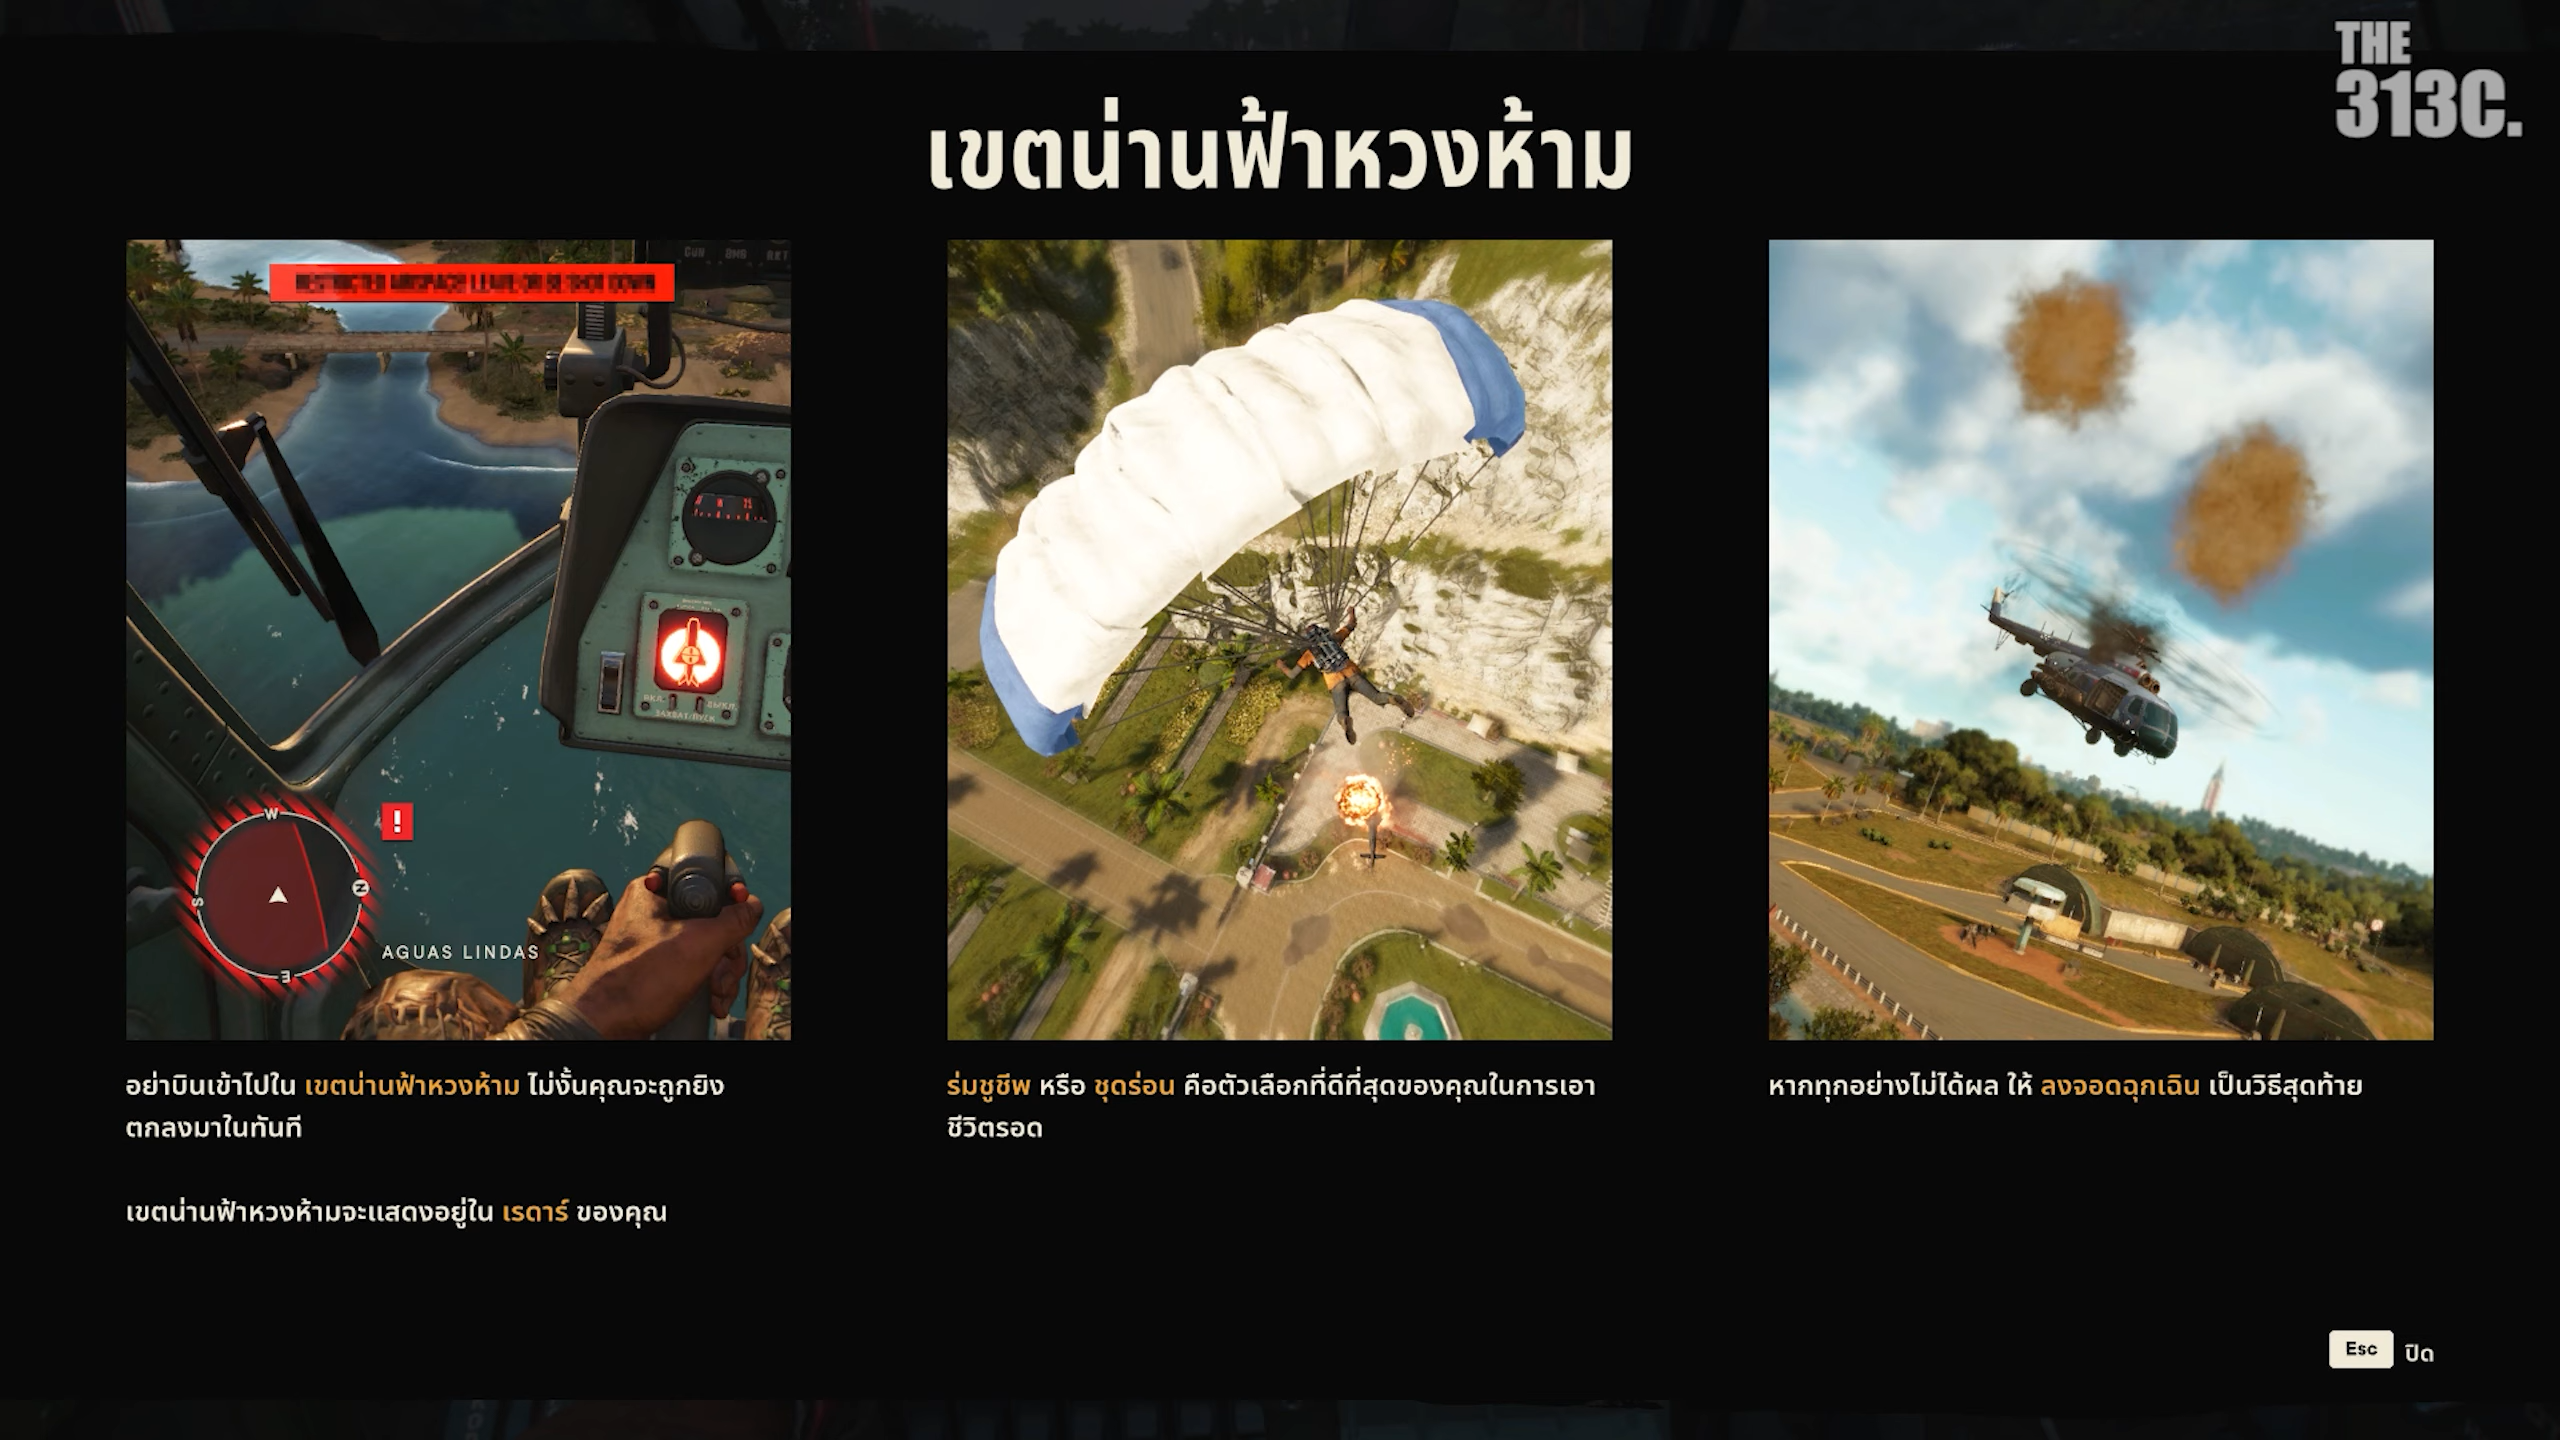 THE
313C.
เขตน่านฟ้าหวงห้าม
GUN BMB RKT
W
N
S
E
!
AGUAS LINDAS
ВКЛ. ВЫКЛ.
ЗАХВАТ ПУСК
อย่าบินเข้าไปใน เขตน่านฟ้าหวงห้าม ไม่งั้นคุณจะถูกยิง
ตกลงมาในทันที
เขตน่านฟ้าหวงห้ามจะแสดงอยู่ใน เรดาร์ ของคุณ
ร่มชูชีพ หรือ ชุดร่อน คือตัวเลือกที่ดีที่สุดของคุณในการเอา
ชีวิตรอด
หากทุกอย่างไม่ได้ผล ให้ ลงจอดฉุกเฉิน เป็นวิธีสุดท้าย
Esc ปิด